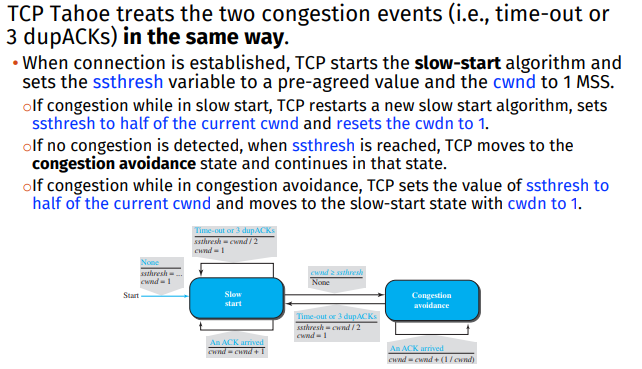 TCP Tahoe treats the two congestion events (i.e., time-out or
3 dupACKs) in the same way.
• When connection is established, TCP starts the slow-start algorithm and
sets the ssthresh variable to a pre-agreed value and the cwnd to 1 MSS.
oIf congestion while in slow start, TCP restarts a new slow start algorithm, sets
ssthresh to half of the current cwnd and resets the cwdn to 1.
oIf no congestion is detected, when ssthresh is reached, TCP moves to the
congestion avoidance state and continues in that state.
oIf congestion while in congestion avoidance, TCP sets the value of ssthresh to
half of the current cwnd and moves to the slow-start state with cwdn to 1.
Time-out or 3 dupACKs
ssthresh = cwnd / 2
cwnd = 1
None
ssthresh = ...
cwnd = 1
Start
Slow
start
An ACK arrived
cwnd = cwnd + 1
cwnd ≥ ssthresh
None
Time-out or 3 dupACKs
ssthresh = cwnd / 2
cwnd = 1
Congestion
avoidance
An ACK arrived
cwnd = cwnd + (1 / cwnd)